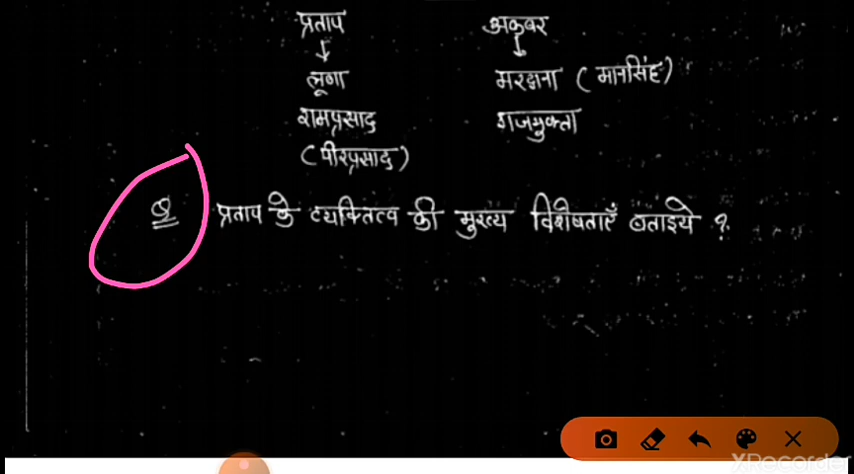 प्रताप अकबर
↓ ↓
लूणा मरदाना (मानसिंह)
रामप्रसाद गजमुक्ता
(पीरप्रसाद)
Q प्रताप के व्यक्तित्व की मुख्य विशेषताएँ बताइये ?
XRecorder